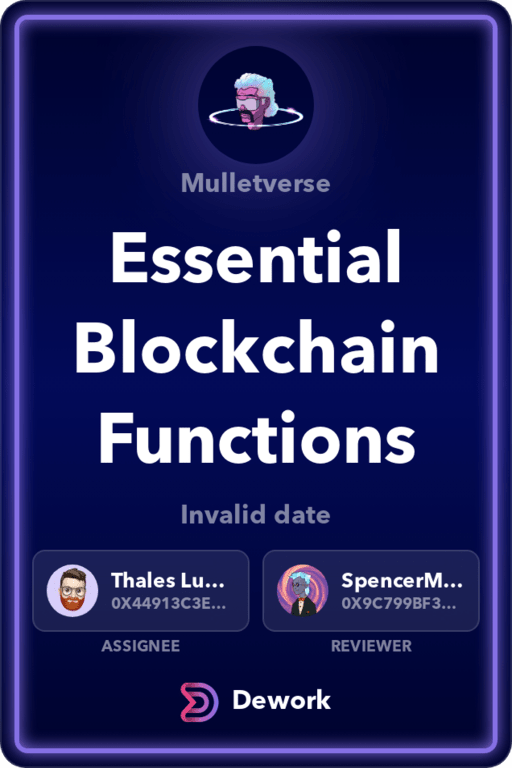 Mulletverse
Essential
Blockchain
Functions
Invalid date
Thales Lu...
0X44913C3E...
SpencerM...
0X9C799BF3...
ASSIGNEE
REVIEWER
Dework